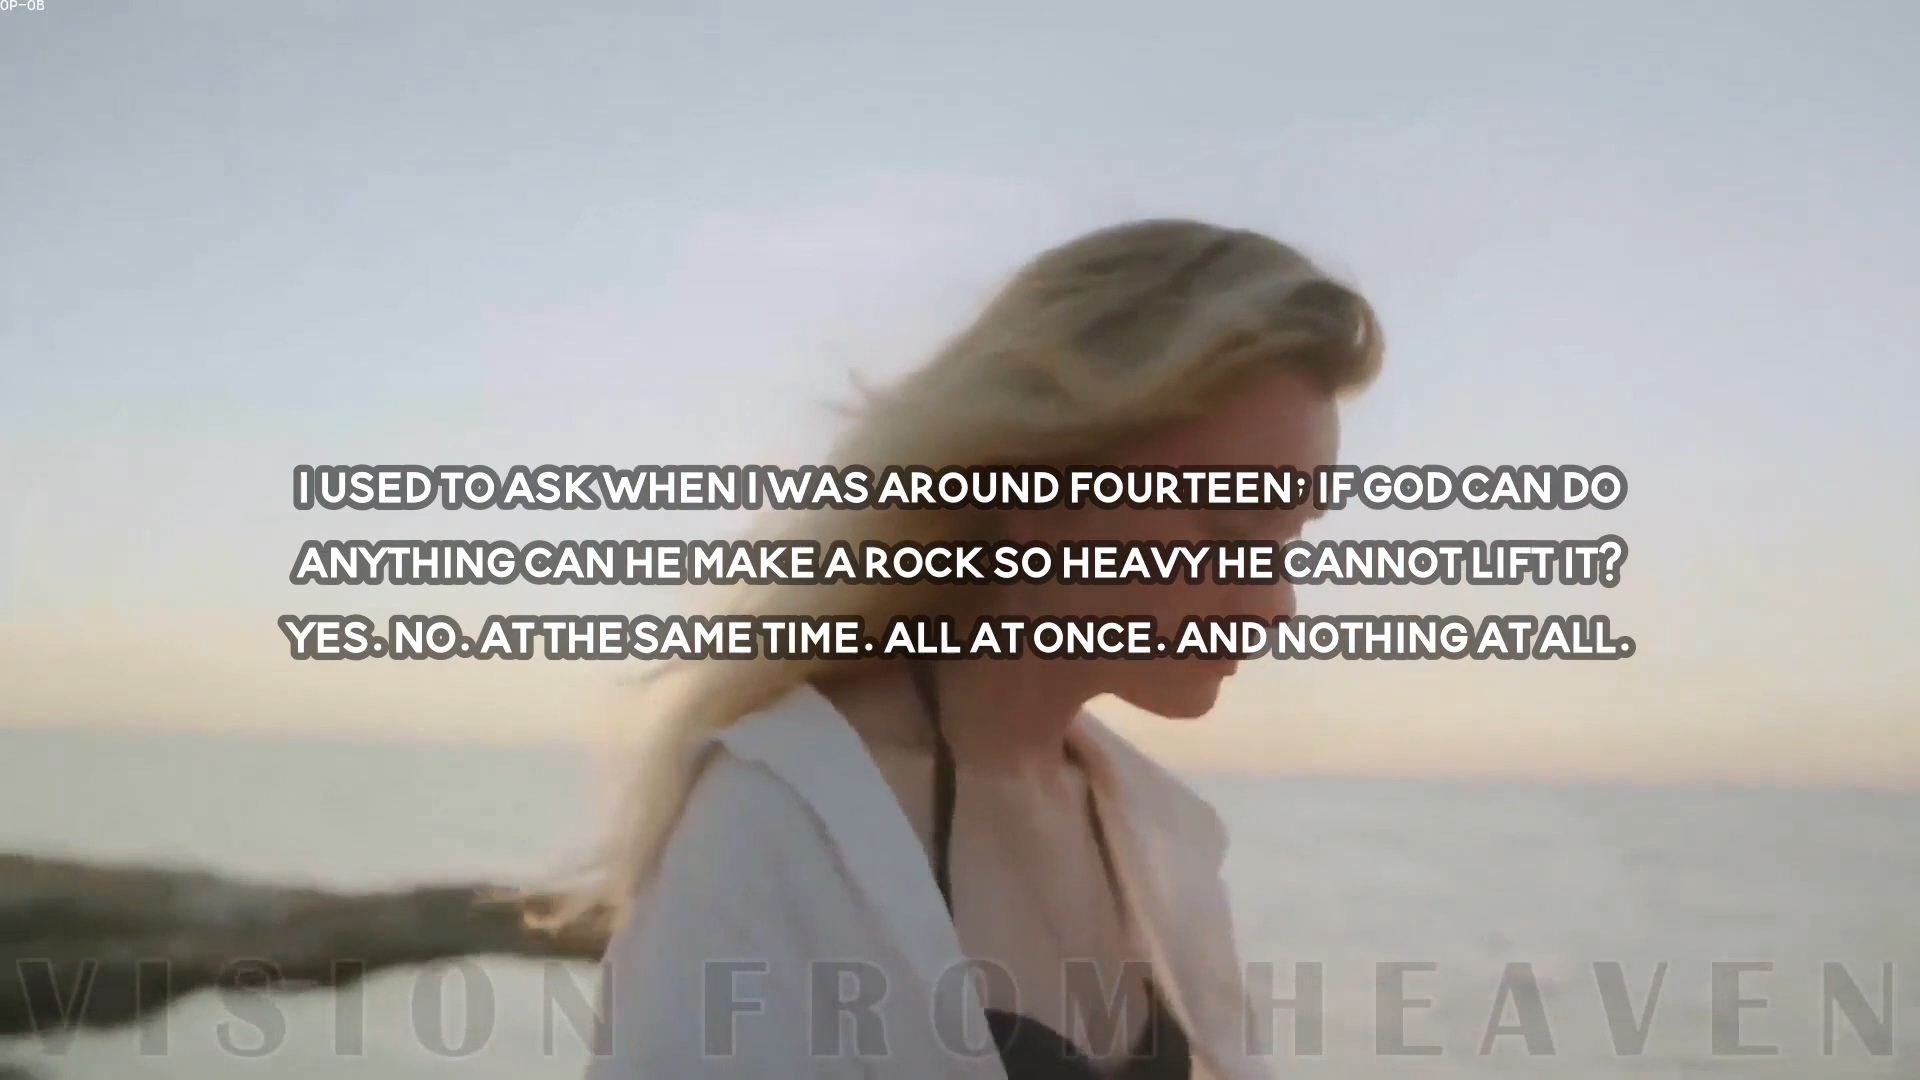 OP-OB
I USED TO ASK WHEN I WAS AROUND FOURTEEN; IF GOD CAN DO
ANYTHING CAN HE MAKE A ROCK SO HEAVY HE CANNOT LIFT IT?
YES. NO. AT THE SAME TIME. ALL AT ONCE. AND NOTHING AT ALL.
VISION FROM HEAVEN